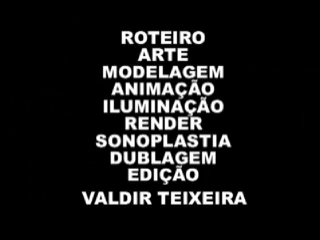 ROTEIRO
ARTE
MODELAGEM
ANIMAÇÃO
ILUMINAÇÃO
RENDER
SONOPLASTIA
DUBLAGEM
EDIÇÃO
VALDIR TEIXEIRA